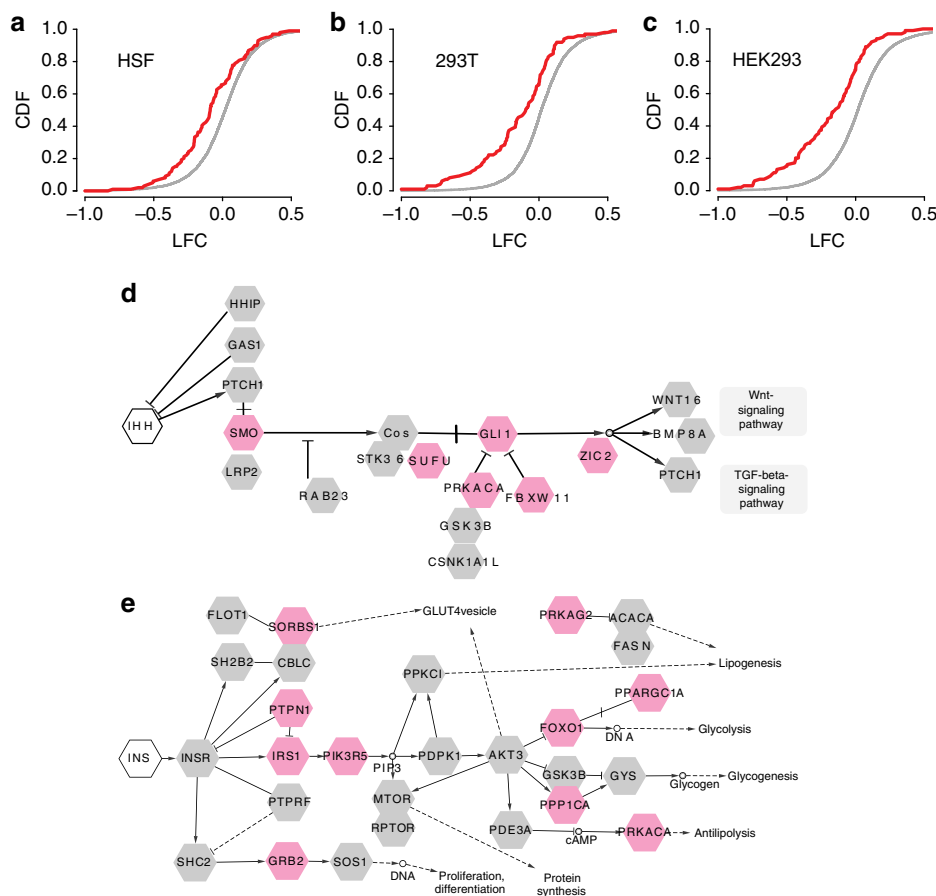 a
b
c
HSF
293T
HEK293
CDF
1.0
0.8
0.6
0.4
0.2
0.0
−1.0 −0.5 0.0 0.5
LFC
CDF
1.0
0.8
0.6
0.4
0.2
0.0
−1.0 −0.5 0.0 0.5
LFC
CDF
1.0
0.8
0.6
0.4
0.2
0.0
−1.0 −0.5 0.0 0.5
LFC
d
HHIP
GAS1
PTCH1
IHH
SMO
LRP2
RAB23
Cos
STK36
SUFU
GLI1
PRKACA
FBXW11
GSK3B
CSNK1A1L
ZIC2
WNT16
BMP8A
PTCH1
Wnt-
signaling
pathway
TGF-beta-
signaling
pathway
e
FLOT1
SORBS1
GLUT4vesicle
PRKAG2
ACACA
FASN
Lipogenesis
SH2B2
CBLC
PPKCI
PTPN1
PPARGC1A
FOXO1
DNA
Glycolysis
INS
INSR
IRS1
PIK3R5
PIP3
PDPK1
AKT3
GSK3B
GYS
Glycogen
Glycogenesis
PTPRF
MTOR
RPTOR
PPP1CA
PDE3A
cAMP
PRKACA
Antilipolysis
SHC2
GRB2
SOS1
DNA
Proliferation,
differentiation
Protein
synthesis